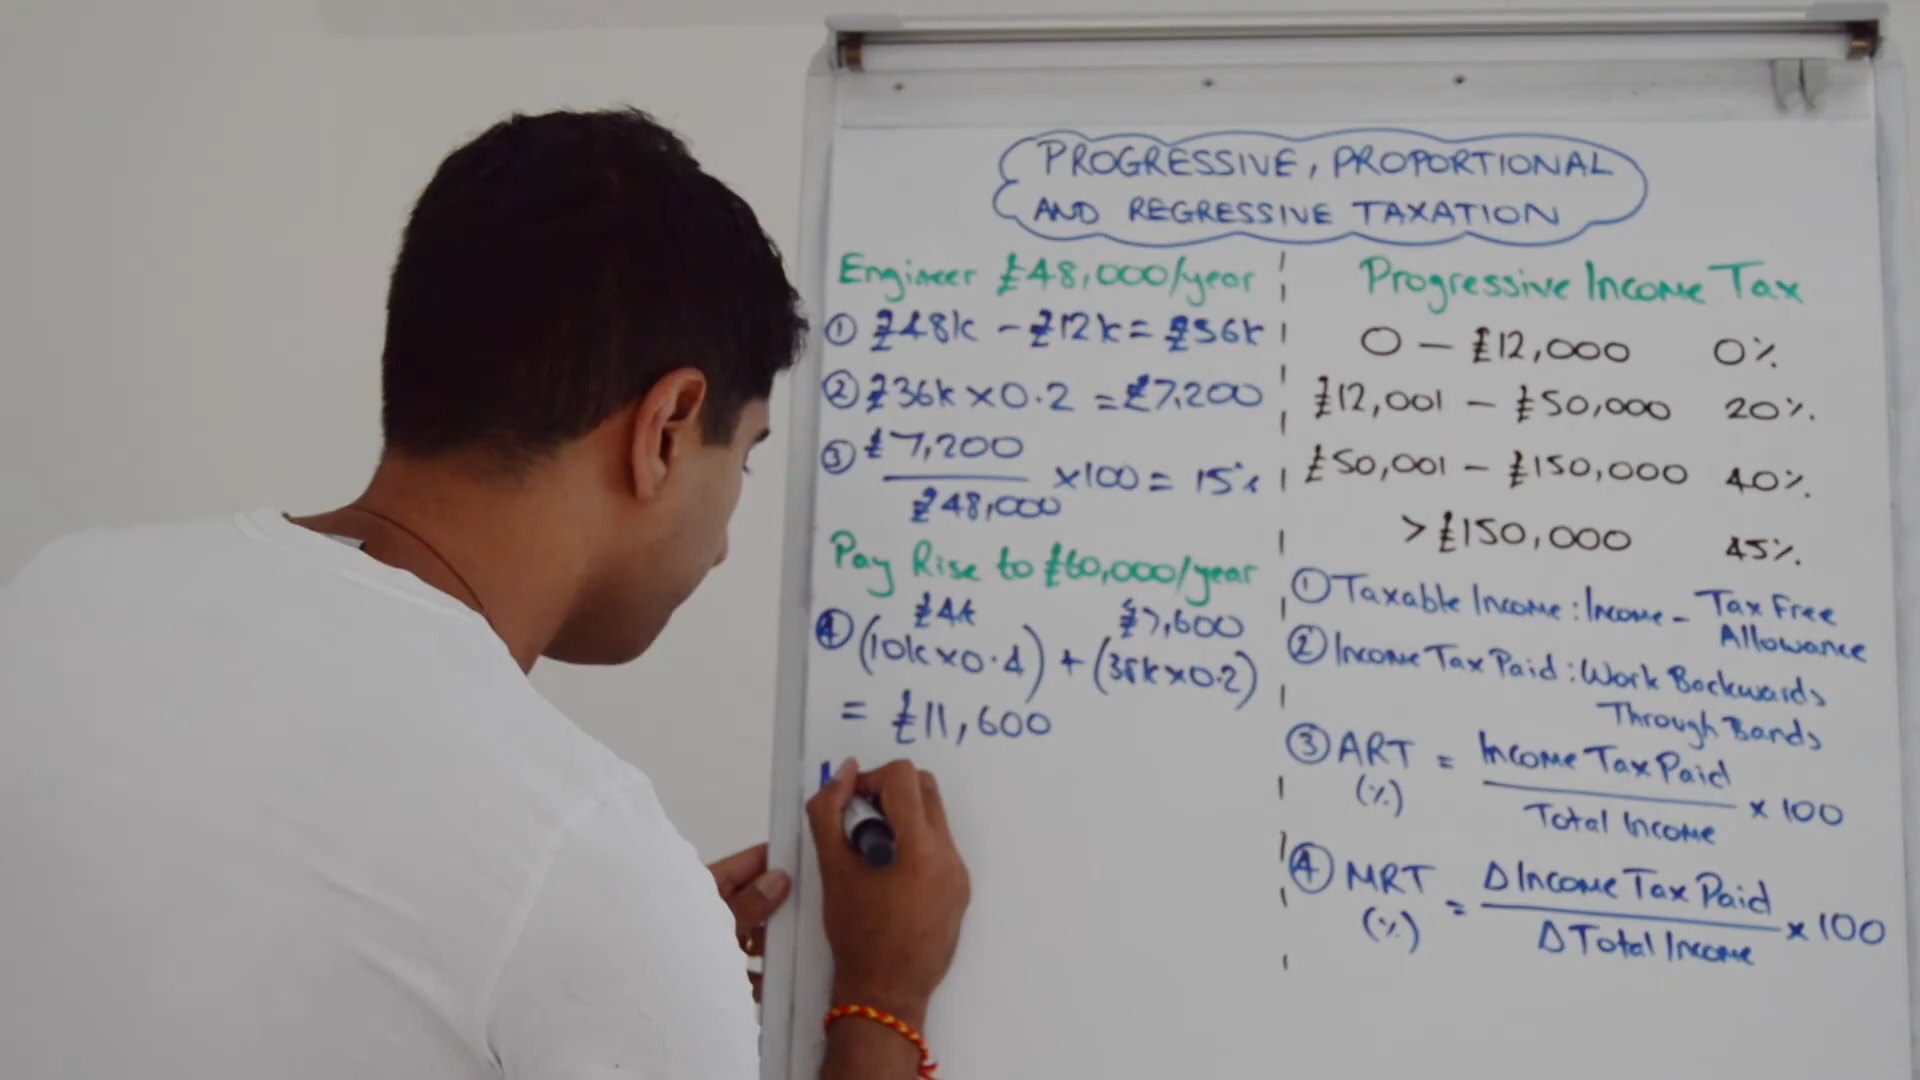 PROGRESSIVE, PROPORTIONAL
AND REGRESSIVE TAXATION
Engineer £48,000/year
① £48k - £12k = £36k
② £36k × 0.2 = £7,200
③ £7,200
£48,000
× 100 = 15%
Pay Rise to £60,000/year
£4k £7,600
④ (10k × 0.4) + (38k × 0.2)
= £11,600
Progressive Income Tax
0 - £12,000 0%
£12,001 - £50,000 20%
£50,001 - £150,000 40%
> £150,000 45%
① Taxable Income : Income - Tax Free
Allowance
② Income Tax Paid : Work Backwards
Through Bands
③ ART = Income Tax Paid
(%) Total Income × 100
④ MRT = Δ Income Tax Paid
(%) Δ Total Income × 100